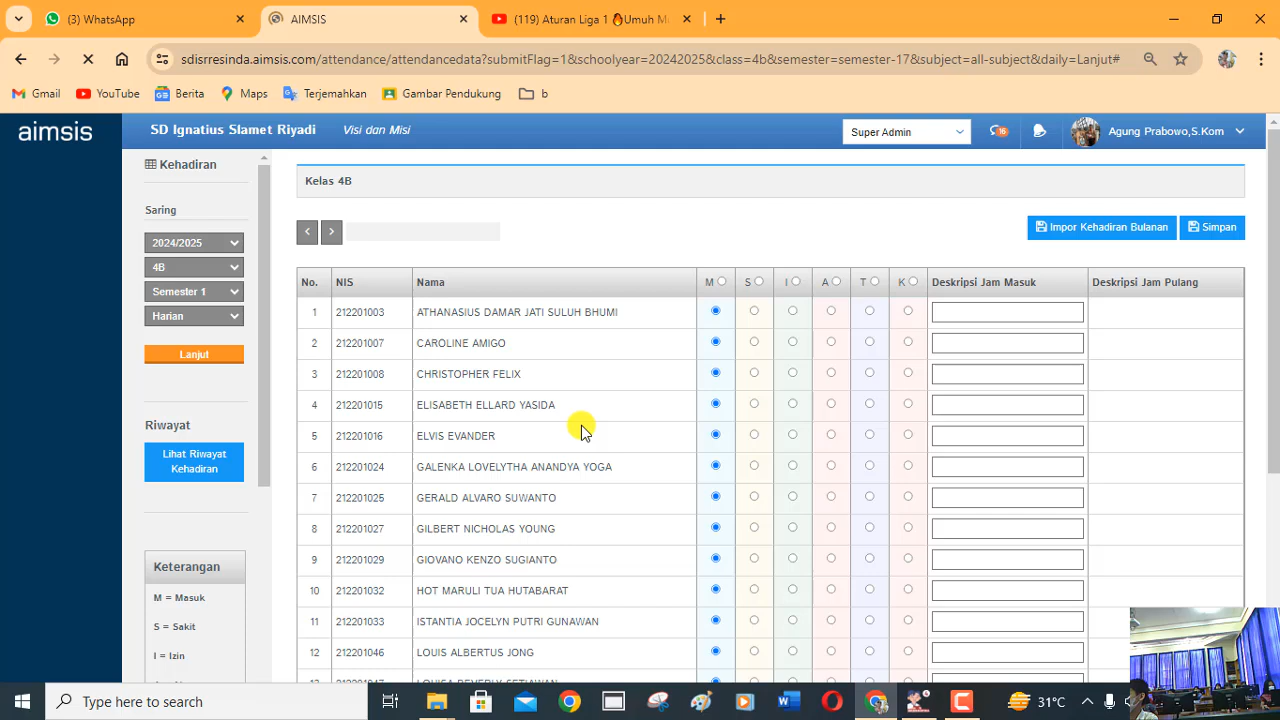 (3) WhatsApp
AIMSIS
(119) Aturan Liga 1 🔥Umuh M
sdisrresinda.aimsis.com/attendance/attendancedata?submitFlag=1&schoolyear=20242025&class=4b&semester=semester-17&subject=all-subject&daily=Lanjut#
Gmail YouTube Berita Maps Terjemahkan Gambar Pendukung b
aimsis
SD Ignatius Slamet Riyadi
Visi dan Misi
Super Admin
16
Agung Prabowo,S.Kom
Kehadiran
Saring
2024/2025
4B
Semester 1
Harian
Lanjut
Riwayat
Lihat Riwayat
Kehadiran
Keterangan
M = Masuk
S = Sakit
I = Izin
Kelas 4B
< >
Impor Kehadiran Bulanan
Simpan
No. NIS Nama M S I A T K Deskripsi Jam Masuk Deskripsi Jam Pulang
1 212201003 ATHANASIUS DAMAR JATI SULUH BHUMI
2 212201007 CAROLINE AMIGO
3 212201008 CHRISTOPHER FELIX
4 212201015 ELISABETH ELLARD YASIDA
5 212201016 ELVIS EVANDER
6 212201024 GALENKA LOVELYTHA ANANDYA YOGA
7 212201025 GERALD ALVARO SUWANTO
8 212201027 GILBERT NICHOLAS YOUNG
9 212201029 GIOVANO KENZO SUGIANTO
10 212201032 HOT MARULI TUA HUTABARAT
11 212201033 ISTANTIA JOCELYN PUTRI GUNAWAN
12 212201046 LOUIS ALBERTUS JONG
Type here to search
31°C